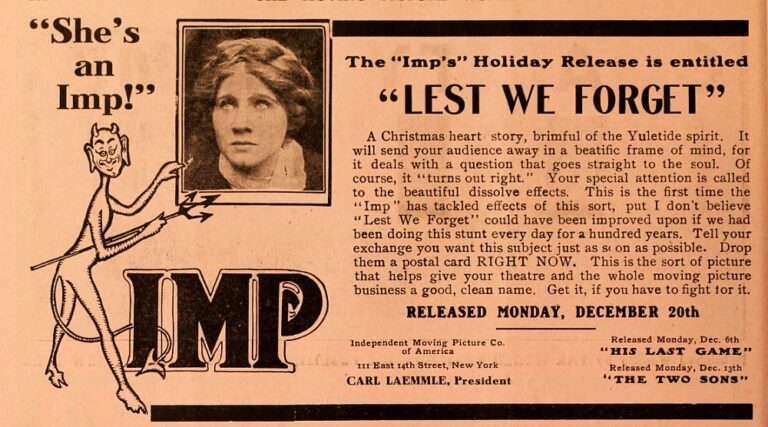 “She’s
an
Imp!”
IMP
The “Imp’s” Holiday Release is entitled
“LEST WE FORGET”
A Christmas heart story, brimful of the Yuletide spirit. It
will send your audience away in a beatific frame of mind, for
it deals with a question that goes straight to the soul. Of
course, it “turns out right.” Your special attention is called
to the beautiful dissolve effects. This is the first time the
“Imp” has tackled effects of this sort, put I don’t believe
“Lest We Forget” could have been improved upon if we had
been doing this stunt every day for a hundred years. Tell your
exchange you want this subject just as soon as possible. Drop
them a postal card RIGHT NOW. This is the sort of picture
that helps give your theatre and the whole moving picture
business a good, clean name. Get it, if you have to fight for it.
RELEASED MONDAY, DECEMBER 20th
Independent Moving Picture Co.
of America
111 East 14th Street, New York
CARL LAEMMLE, President
Released Monday, Dec. 6th
“HIS LAST GAME”
Released Monday, Dec. 13th
“THE TWO SONS”